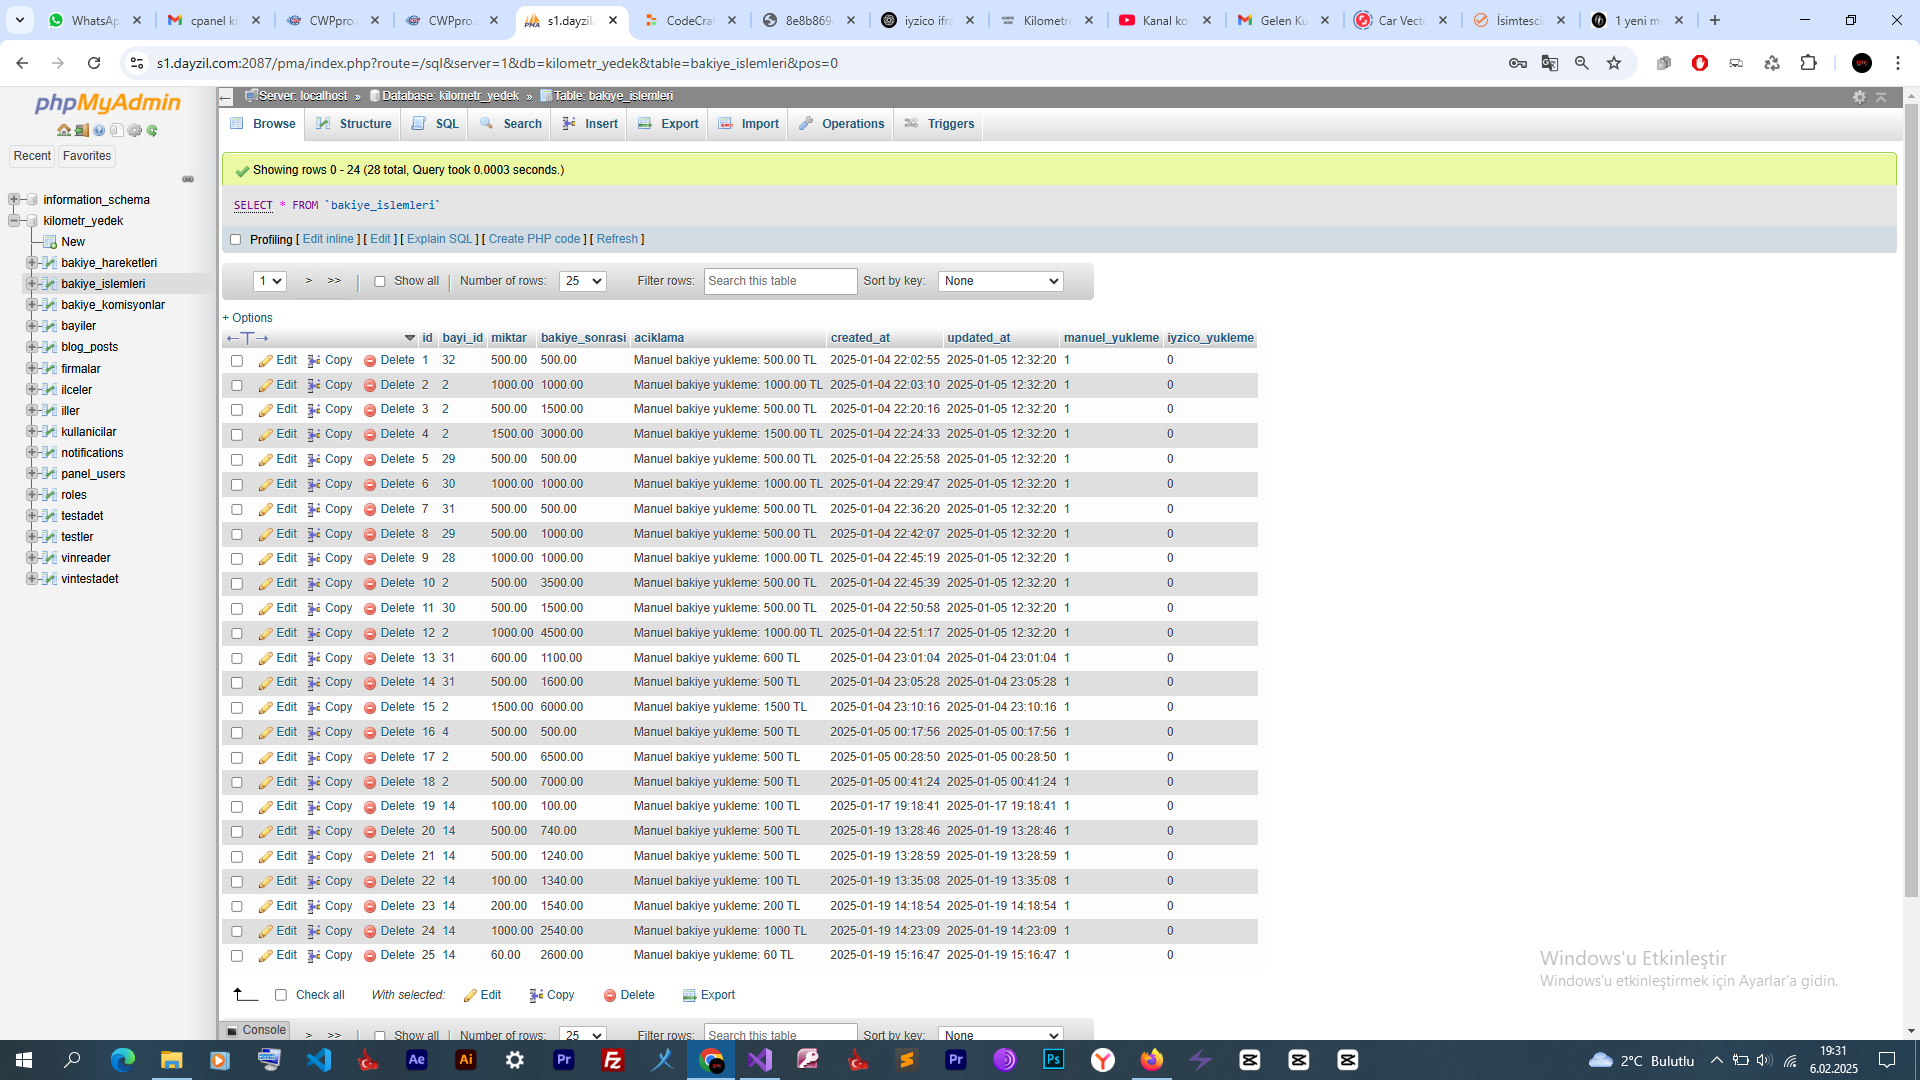 WhatsAp
cpanel ki
CWPpro.
CWPpro.
s1.dayzil.
CodeCra
8e8b869
iyzico ifra
Kilometre
Kanal ko
Gelen Ku
Car Vecto
İsimtesci
1 yeni m
s1.dayzil.com:2087/pma/index.php?route=/sql&server=1&db=kilometr_yedek&table=bakiye_islemleri&pos=0
phpMyAdmin
Recent
Favorites
information_schema
kilometr_yedek
New
bakiye_hareketleri
bakiye_islemleri
bakiye_komisyonlar
bayiler
blog_posts
firmalar
ilceler
iller
kullanicilar
notifications
panel_users
roles
testadet
testler
vinreader
vintestadet
Server: localhost » Database: kilometr_yedek » Table: bakiye_islemleri
Browse Structure SQL Search Insert Export Import Operations Triggers
Showing rows 0 - 24 (28 total, Query took 0.0003 seconds.)
SELECT * FROM `bakiye_islemleri`
Profiling [ Edit inline ] [ Edit ] [ Explain SQL ] [ Create PHP code ] [ Refresh ]
1 > >> Show all Number of rows: 25 Filter rows: Search this table Sort by key: None
+ Options
←T→ id bayi_id miktar bakiye_sonrasi aciklama created_at updated_at manuel_yukleme iyzico_yukleme
Edit Copy Delete 1 32 500.00 500.00 Manuel bakiye yukleme: 500.00 TL 2025-01-04 22:02:55 2025-01-05 12:32:20 1 0
Edit Copy Delete 2 2 1000.00 1000.00 Manuel bakiye yukleme: 1000.00 TL 2025-01-04 22:03:10 2025-01-05 12:32:20 1 0
Edit Copy Delete 3 2 500.00 1500.00 Manuel bakiye yukleme: 500.00 TL 2025-01-04 22:20:16 2025-01-05 12:32:20 1 0
Edit Copy Delete 4 2 1500.00 3000.00 Manuel bakiye yukleme: 1500.00 TL 2025-01-04 22:24:33 2025-01-05 12:32:20 1 0
Edit Copy Delete 5 29 500.00 500.00 Manuel bakiye yukleme: 500.00 TL 2025-01-04 22:25:58 2025-01-05 12:32:20 1 0
Edit Copy Delete 6 30 1000.00 1000.00 Manuel bakiye yukleme: 1000.00 TL 2025-01-04 22:29:47 2025-01-05 12:32:20 1 0
Edit Copy Delete 7 31 500.00 500.00 Manuel bakiye yukleme: 500.00 TL 2025-01-04 22:36:20 2025-01-05 12:32:20 1 0
Edit Copy Delete 8 29 500.00 1000.00 Manuel bakiye yukleme: 500.00 TL 2025-01-04 22:42:07 2025-01-05 12:32:20 1 0
Edit Copy Delete 9 28 1000.00 1000.00 Manuel bakiye yukleme: 1000.00 TL 2025-01-04 22:45:19 2025-01-05 12:32:20 1 0
Edit Copy Delete 10 2 500.00 3500.00 Manuel bakiye yukleme: 500.00 TL 2025-01-04 22:45:39 2025-01-05 12:32:20 1 0
Edit Copy Delete 11 30 500.00 1500.00 Manuel bakiye yukleme: 500.00 TL 2025-01-04 22:50:58 2025-01-05 12:32:20 1 0
Edit Copy Delete 12 2 1000.00 4500.00 Manuel bakiye yukleme: 1000.00 TL 2025-01-04 22:51:17 2025-01-05 12:32:20 1 0
Edit Copy Delete 13 31 600.00 1100.00 Manuel bakiye yukleme: 600 TL 2025-01-04 23:01:04 2025-01-04 23:01:04 1 0
Edit Copy Delete 14 31 500.00 1600.00 Manuel bakiye yukleme: 500 TL 2025-01-04 23:05:28 2025-01-04 23:05:28 1 0
Edit Copy Delete 15 2 1500.00 6000.00 Manuel bakiye yukleme: 1500 TL 2025-01-04 23:10:16 2025-01-04 23:10:16 1 0
Edit Copy Delete 16 4 500.00 500.00 Manuel bakiye yukleme: 500 TL 2025-01-05 00:17:56 2025-01-05 00:17:56 1 0
Edit Copy Delete 17 2 500.00 6500.00 Manuel bakiye yukleme: 500 TL 2025-01-05 00:28:50 2025-01-05 00:28:50 1 0
Edit Copy Delete 18 2 500.00 7000.00 Manuel bakiye yukleme: 500 TL 2025-01-05 00:41:24 2025-01-05 00:41:24 1 0
Edit Copy Delete 19 14 100.00 100.00 Manuel bakiye yukleme: 100 TL 2025-01-17 19:18:41 2025-01-17 19:18:41 1 0
Edit Copy Delete 20 14 500.00 740.00 Manuel bakiye yukleme: 500 TL 2025-01-19 13:28:46 2025-01-19 13:28:46 1 0
Edit Copy Delete 21 14 500.00 1240.00 Manuel bakiye yukleme: 500 TL 2025-01-19 13:28:59 2025-01-19 13:28:59 1 0
Edit Copy Delete 22 14 100.00 1340.00 Manuel bakiye yukleme: 100 TL 2025-01-19 13:35:08 2025-01-19 13:35:08 1 0
Edit Copy Delete 23 14 200.00 1540.00 Manuel bakiye yukleme: 200 TL 2025-01-19 14:18:54 2025-01-19 14:18:54 1 0
Edit Copy Delete 24 14 1000.00 2540.00 Manuel bakiye yukleme: 1000 TL 2025-01-19 14:23:09 2025-01-19 14:23:09 1 0
Edit Copy Delete 25 14 60.00 2600.00 Manuel bakiye yukleme: 60 TL 2025-01-19 15:16:47 2025-01-19 15:16:47 1 0
Check all With selected: Edit Copy Delete Export
Console > >> Show all Number of rows: 25 Filter rows: Search this table Sort by key: None
Windows'u Etkinleştir
Windows'u etkinleştirmek için Ayarlar'a gidin.
Ae
Ai
Pr
Pr
Ps
2°C Bulutlu
19:31
6.02.2025